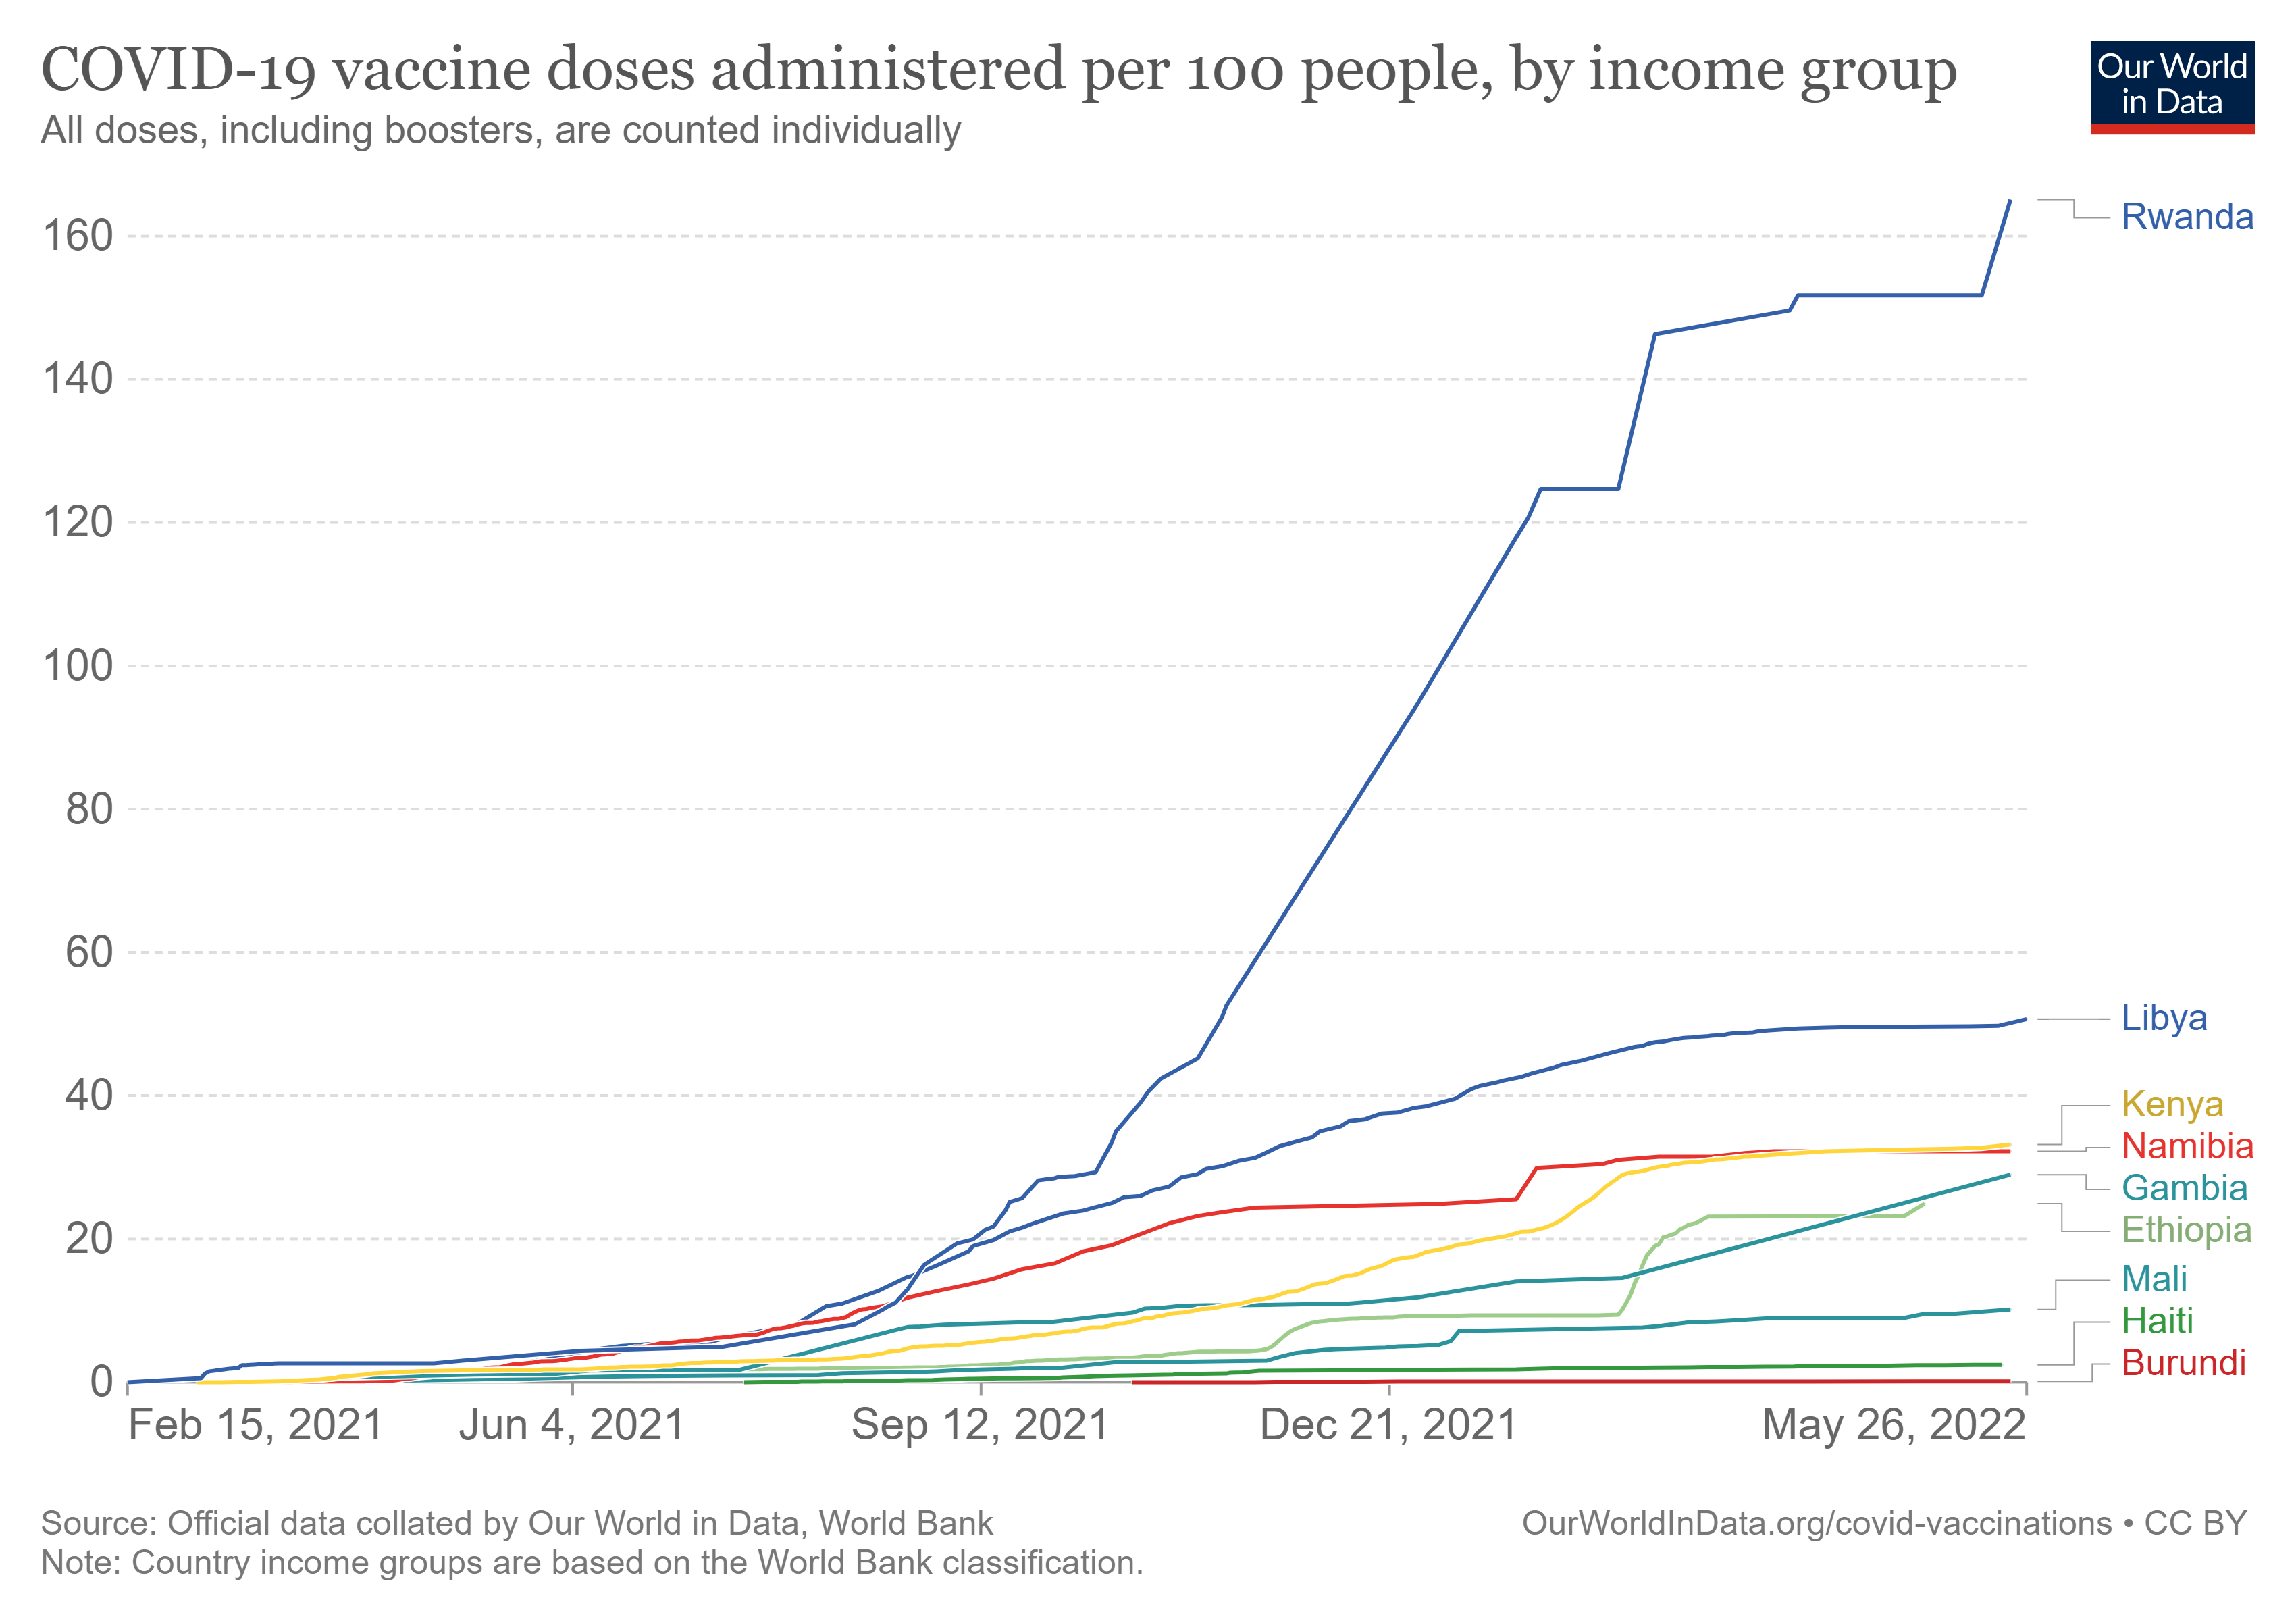 COVID-19 vaccine doses administered per 100 people, by income group
All doses, including boosters, are counted individually
Our World
in Data
160
140
120
100
80
60
40
20
0
Rwanda
Libya
Kenya
Namibia
Gambia
Ethiopia
Mali
Haiti
Burundi
Feb 15, 2021
Jun 4, 2021
Sep 12, 2021
Dec 21, 2021
May 26, 2022
Source: Official data collated by Our World in Data, World Bank
Note: Country income groups are based on the World Bank classification.
OurWorldInData.org/covid-vaccinations • CC BY